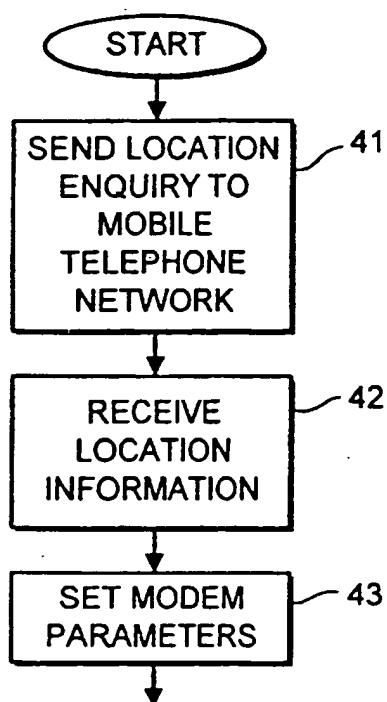 START
SEND LOCATION
ENQUIRY TO
MOBILE
TELEPHONE
NETWORK
41
RECEIVE
LOCATION
INFORMATION
42
SET MODEM
PARAMETERS
43